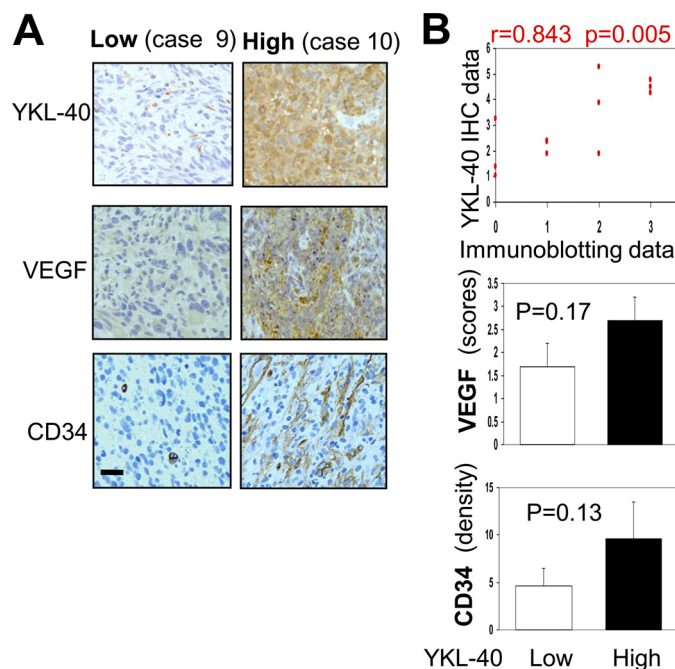 A
Low (case 9) High (case 10)
YKL-40
VEGF
CD34
B
r=0.843 p=0.005
YKL-40 IHC data
6
5
4
3
2
1
0
0 1 2 3
Immunoblotting data
VEGF (scores)
3.5
3
2.5
2
1.5
1
0.5
0
P=0.17
CD34 (density)
15
10
5
0
P=0.13
YKL-40 Low High